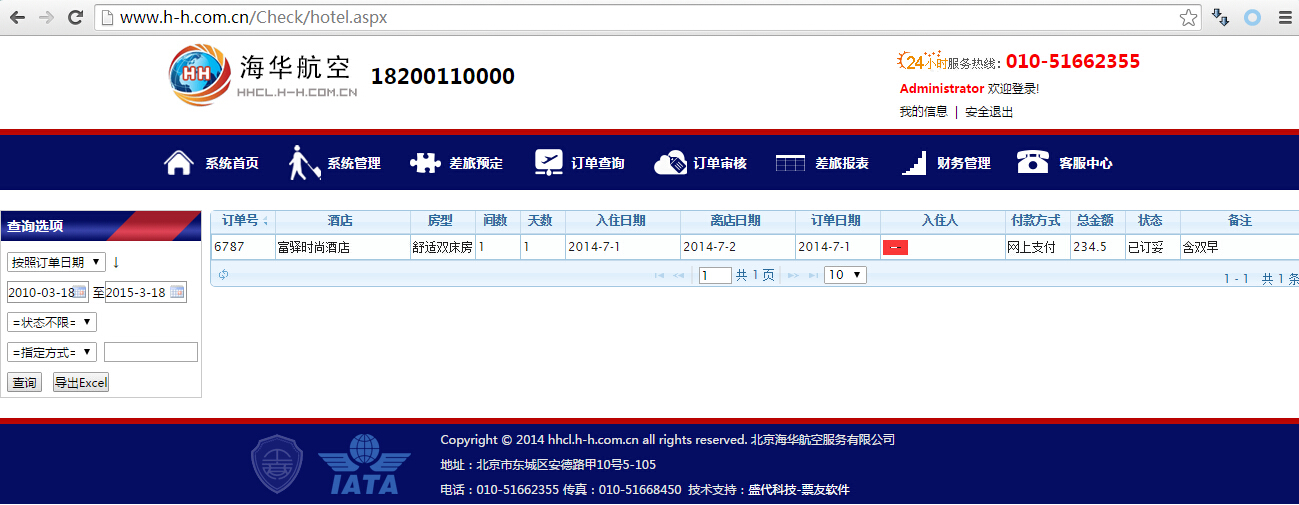 www.h-h.com.cn/Check/hotel.aspx
HH 海华航空 18200110000
HHCL.H-H.COM.CN
24小时服务热线：010-51662355
Administrator 欢迎登录!
我的信息 | 安全退出
系统首页 系统管理 差旅预定 订单查询 订单审核 差旅报表 财务管理 客服中心
查询选项
按照订单日期 ▼ ↓
2010-03-18 至 2015-3-18
=状态不限= ▼
=指定方式= ▼
查询 导出Excel
订单号 酒店 房型 间数 天数 入住日期 离店日期 订单日期 入住人 付款方式 总金额 状态 备注
6787 富驿时尚酒店 舒适双床房 1 1 2014-7-1 2014-7-2 2014-7-1 网上支付 234.5 已订妥 含双早
1 共 1 页 10 ▼ 1 - 1 共 1 条
IATA
Copyright © 2014 hhcl.h-h.com.cn all rights reserved. 北京海华航空服务有限公司
地址：北京市东城区安德路甲10号5-105
电话：010-51662355 传真：010-51668450 技术支持：盛代科技-票友软件